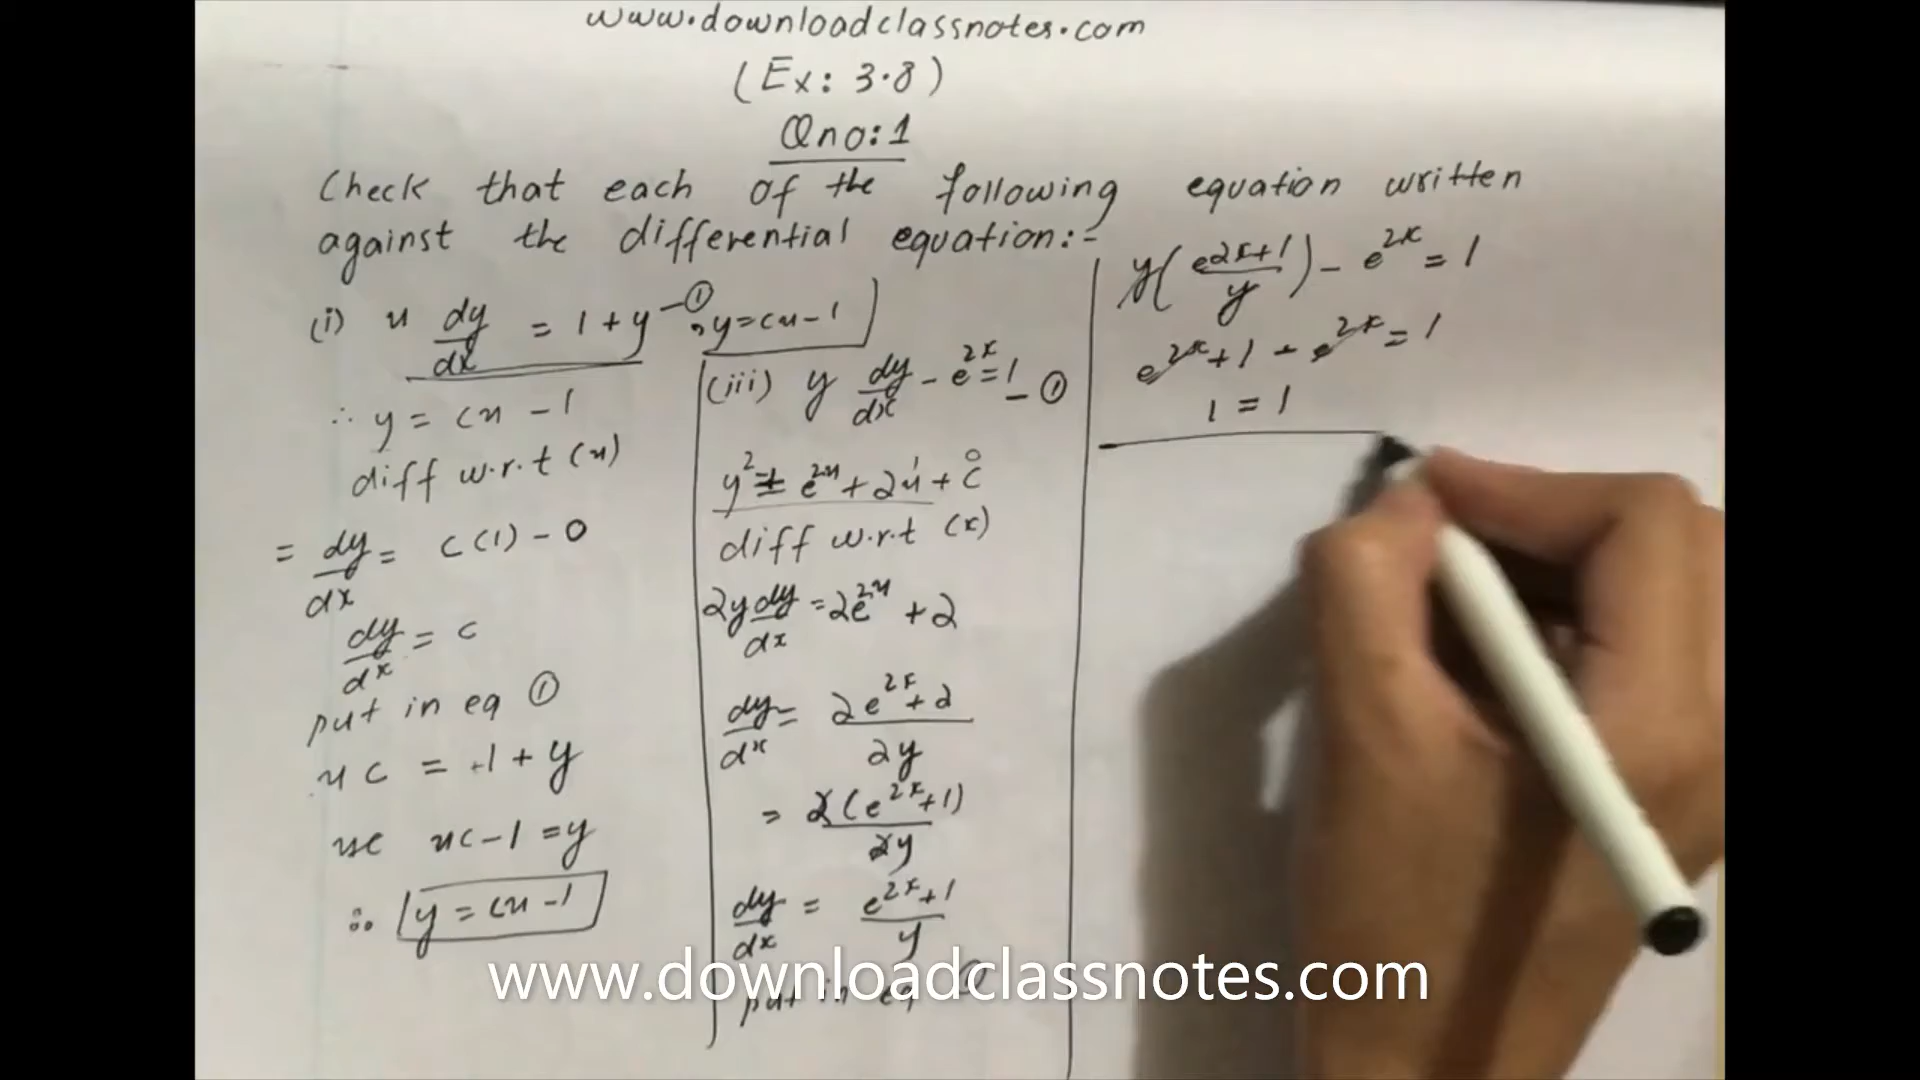 www.downloadclassnotes.com
(Ex: 3.8)
Qno:1
Check that each of the following equation written
against the differential equation:-
(i) x dy/dx = 1 + y -①, y = cx - 1
∴ y = cx - 1
diff w.r.t (x)
= dy/dx = c(1) - 0
dy/dx = c
put in eq ①
x c = 1 + y
xc xc - 1 = y
∴ y = cx - 1
(iii) y dy/dx - e^2x = 1 - ①
y² = e^2x + 2x + c
diff w.r.t (x)
2y dy/dx = 2e^2x + 2
dy/dx = 2e^2x + 2 / 2y
= 2(e^2x + 1) / 2y
dy/dx = e^2x + 1 / y
put in eq ①
y(e^2x + 1 / y) - e^2x = 1
e^2x + 1 - e^2x = 1
1 = 1
www.downloadclassnotes.com